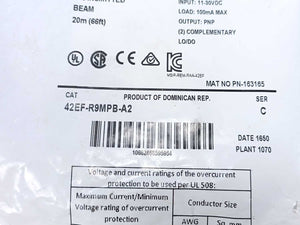 BEAM
20m (66ft)
INPUT: 11-30VDC
LOAD: 100mA MAX
OUTPUT: PNP
(2) COMPLEMENTARY
LO/DO
MAT NO PN-163165
CAT
PRODUCT OF DOMINICAN REP.
SER
42EF-R9MPB-A2
C
DATE 1650
PLANT 1070
Voltage and current ratings of the overcurrent
protection to be used per UL 508:
Maximum Current/Minimum
Voltage rating of overcurrent
protection
Conductor Size
AWG
Sq. mm